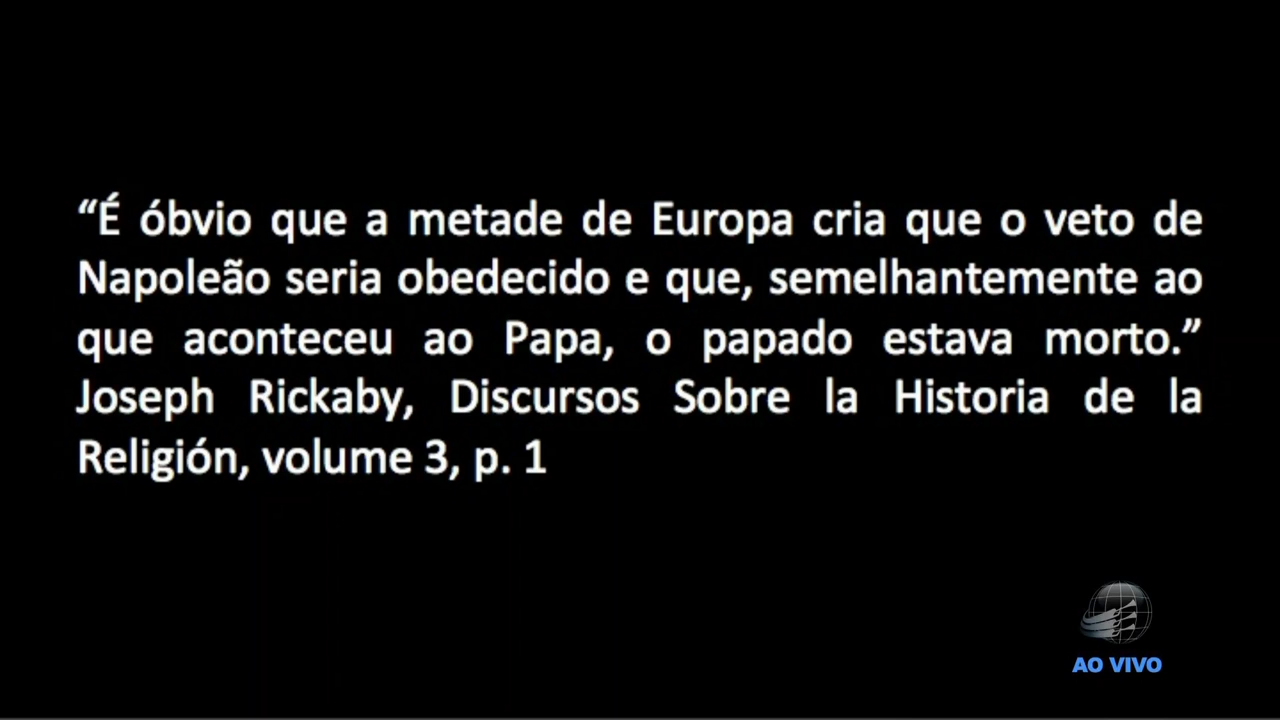 “É óbvio que a metade de Europa cria que o veto de
Napoleão seria obedecido e que, semelhantemente ao
que aconteceu ao Papa, o papado estava morto.”
Joseph Rickaby, Discursos Sobre la Historia de la
Religión, volume 3, p. 1
AO VIVO